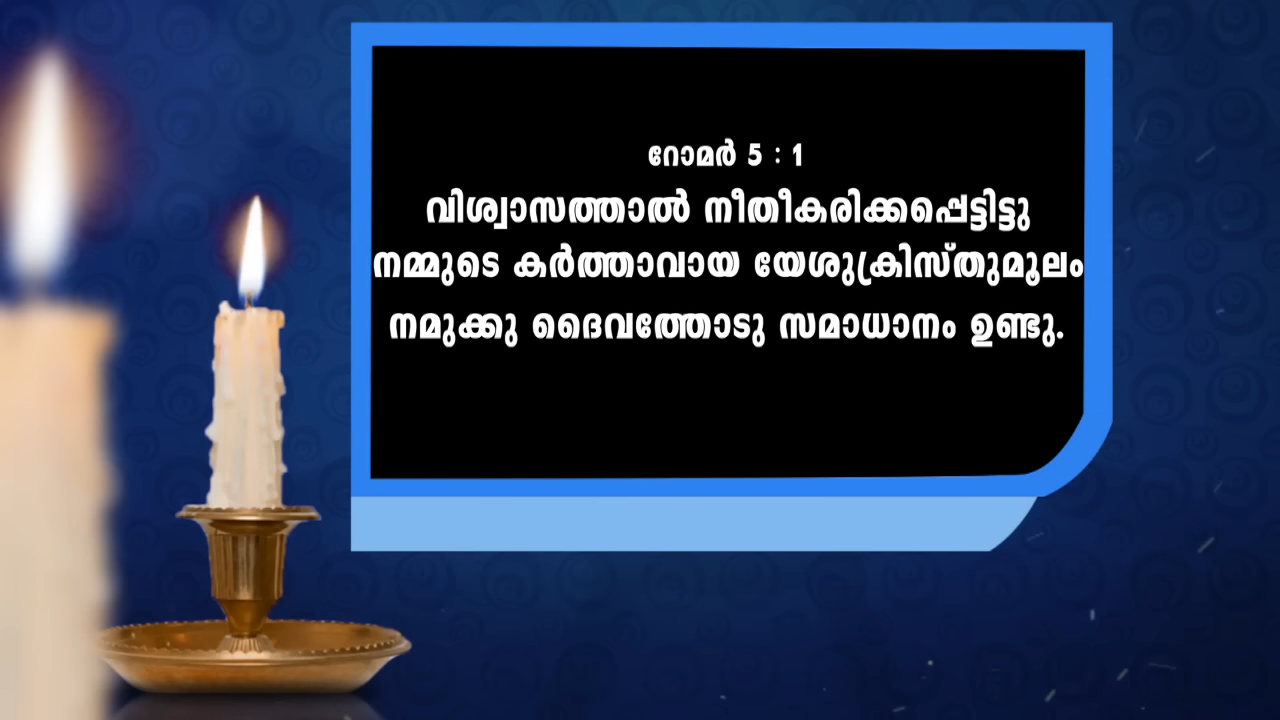 റോമർ 5 : 1
വിശ്വാസത്താൽ നീതീകരിക്കപ്പെട്ടിട്ടു
നമ്മുടെ കർത്താവായ യേശുക്രിസ്തുമൂലം
നമുക്കു ദൈവത്തോടു സമാധാനം ഉണ്ടു.